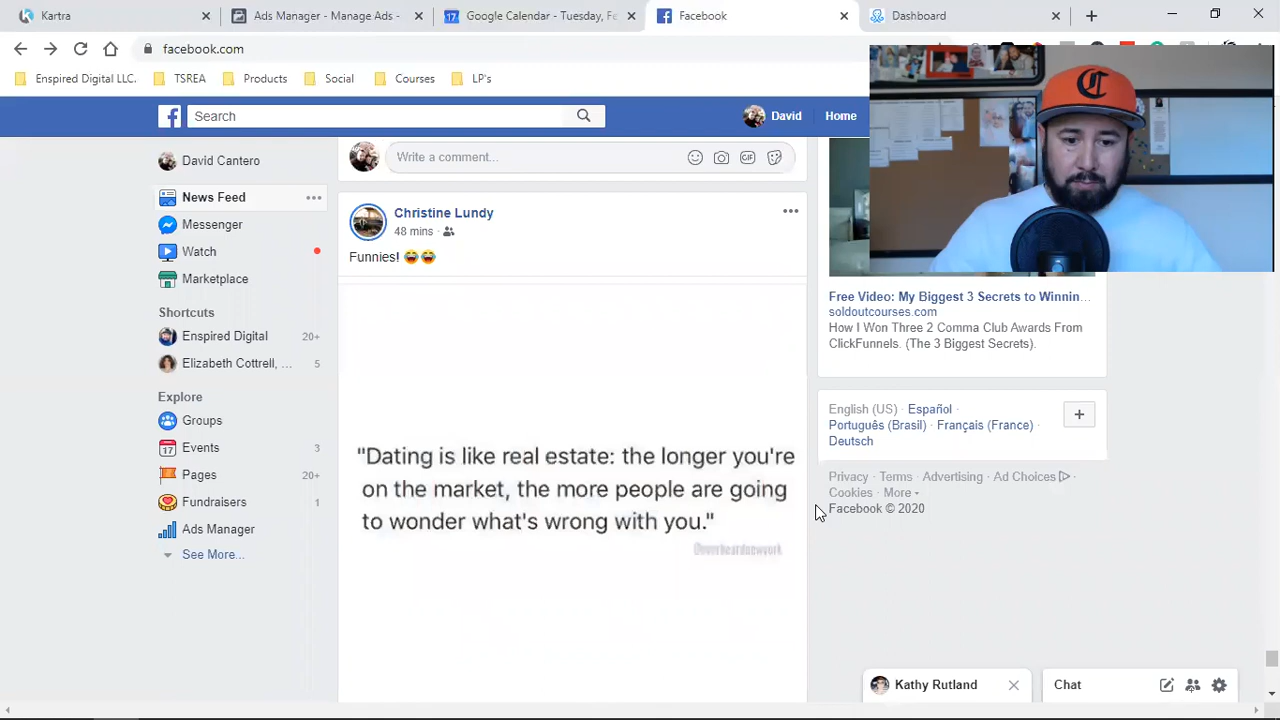 Kartra
Ads Manager - Manage Ads -
Google Calendar - Tuesday, Fe
Facebook
Dashboard
facebook.com
Enspired Digital LLC.
TSREA
Products
Social
Courses
LP's
Search
David
Home
David Cantero
News Feed
Messenger
Watch
Marketplace
Shortcuts
Enspired Digital 20+
Elizabeth Cottrell, ... 5
Explore
Groups
Events 3
Pages 20+
Fundraisers 1
Ads Manager
See More...
Write a comment...
GIF
Christine Lundy
48 mins ·
Funnies! 😂😂
"Dating is like real estate: the longer you're
on the market, the more people are going
to wonder what's wrong with you."
@overheardnewyork
Free Video: My Biggest 3 Secrets to Winnin...
soldoutcourses.com
How I Won Three 2 Comma Club Awards From
ClickFunnels. (The 3 Biggest Secrets).
English (US) · Español ·
Português (Brasil) · Français (France) ·
Deutsch
Privacy · Terms · Advertising · Ad Choices ·
Cookies · More
Facebook © 2020
Kathy Rutland
Chat